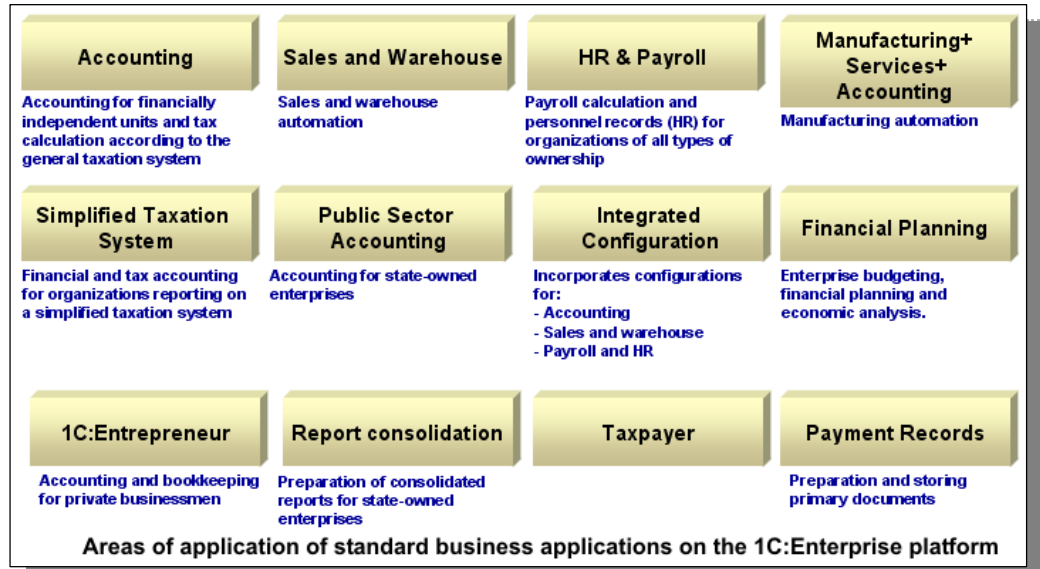 Accounting
Accounting for financially
independent units and tax
calculation according to the
general taxation system
Sales and Warehouse
Sales and warehouse
automation
HR & Payroll
Payroll calculation and
personnel records (HR) for
organizations of all types of
ownership
Manufacturing+
Services+
Accounting
Manufacturing automation
Simplified Taxation
System
Financial and tax accounting
for organizations reporting on
a simplified taxation system
Public Sector
Accounting
Accounting for state-owned
enterprises
Integrated
Configuration
Incorporates configurations
for:
- Accounting
- Sales and warehouse
- Payroll and HR
Financial Planning
Enterprise budgeting,
financial planning and
economic analysis.
1C:Entrepreneur
Accounting and bookkeeping
for private businessmen
Report consolidation
Preparation of consolidated
reports for state-owned
enterprises
Taxpayer
Payment Records
Preparation and storing
primary documents
Areas of application of standard business applications on the 1C:Enterprise platform